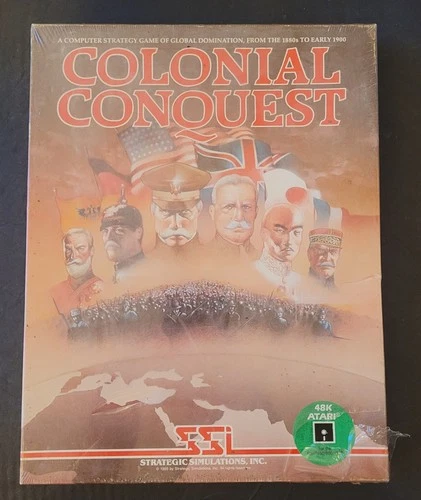 A COMPUTER STRATEGY GAME OF GLOBAL DOMINATION, FROM THE 1880s TO EARLY 1900
COLONIAL
CONQUEST
SSI
STRATEGIC SIMULATIONS, INC.
48K
ATARI